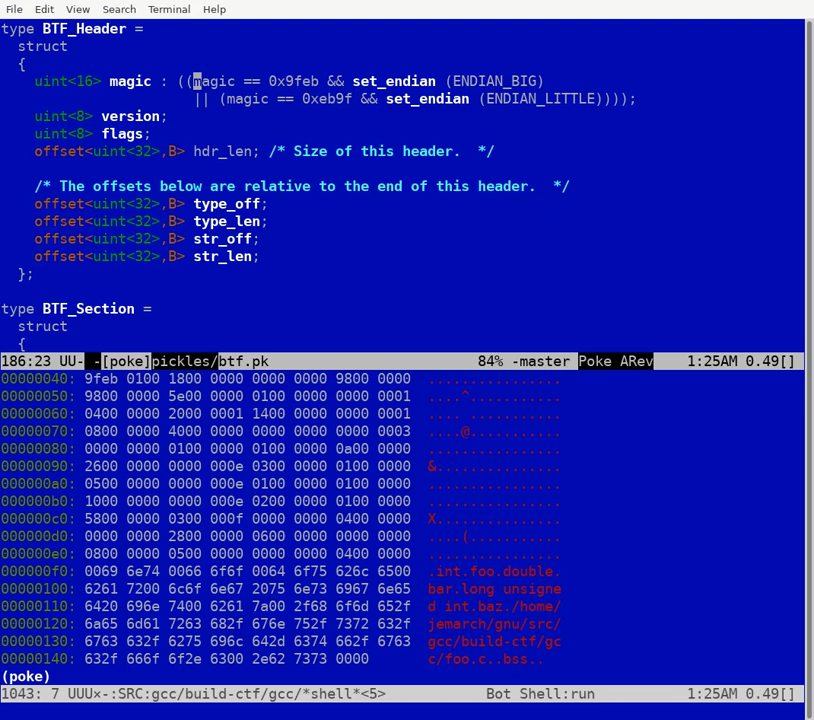 File Edit View Search Terminal Help
type BTF_Header =
  struct
  {
    uint<16> magic : ((magic == 0x9feb && set_endian (ENDIAN_BIG)
                       || (magic == 0xeb9f && set_endian (ENDIAN_LITTLE))));
    uint<8> version;
    uint<8> flags;
    offset<uint<32>,B> hdr_len; /* Size of this header.  */
    /* The offsets below are relative to the end of this header.  */
    offset<uint<32>,B> type_off;
    offset<uint<32>,B> type_len;
    offset<uint<32>,B> str_off;
    offset<uint<32>,B> str_len;
  };
type BTF_Section =
  struct
  {
186:23 UU- -[poke]pickles/btf.pk 84% -master Poke ARev 1:25AM 0.49[]
00000040: 9feb 0100 1800 0000 0000 0000 9800 0000  ................
00000050: 9800 0000 5e00 0000 0100 0000 0000 0001  ....^...........
00000060: 0400 0000 2000 0001 1400 0000 0000 0001  .... ...........
00000070: 0800 0000 4000 0000 0000 0000 0000 0003  ....@...........
00000080: 0000 0000 0100 0000 0100 0000 0a00 0000  ................
00000090: 2600 0000 0000 000e 0300 0000 0100 0000  &...............
000000a0: 0500 0000 0000 000e 0100 0000 0100 0000  ................
000000b0: 1000 0000 0000 000e 0200 0000 0100 0000  ................
000000c0: 5800 0000 0300 000f 0000 0000 0400 0000  X...............
000000d0: 0000 0000 2800 0000 0600 0000 0000 0000  ....(...........
000000e0: 0800 0000 0500 0000 0000 0000 0400 0000  ................
000000f0: 0069 6e74 0066 6f6f 0064 6f75 626c 6500  .int.foo.double.
00000100: 6261 7200 6c6f 6e67 2075 6e73 6967 6e65  bar.long unsigne
00000110: 6420 696e 7400 6261 7a00 2f68 6f6d 652f  d int.baz./home/
00000120: 6a65 6d61 7263 682f 676e 752f 7372 632f  jemarch/gnu/src/
00000130: 6763 632f 6275 696c 642d 6374 662f 6763  gcc/build-ctf/gc
00000140: 632f 666f 6f2e 6300 2e62 7373 0000  c/foo.c..bss..
(poke)
1043: 7 UUU×-:SRC:gcc/build-ctf/gcc/*shell*<5> Bot Shell:run 1:25AM 0.49[]